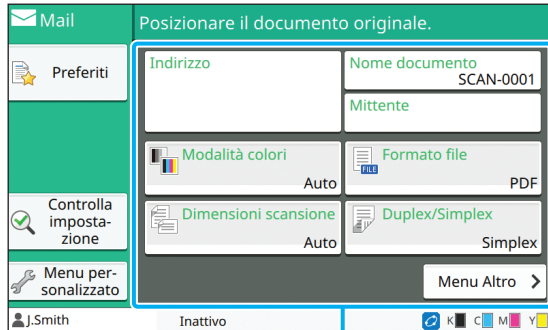 Mail
Posizionare il documento originale.
Preferiti
Indirizzo
Nome documento
SCAN-0001
Mittente
Modalità colori
Auto
Formato file
FILE
PDF
Controlla
imposta-
zione
Dimensioni scansione
Auto
Duplex/Simplex
Simplex
Menu per-
sonalizzato
Menu Altro
J.Smith
Inattivo
K C M Y